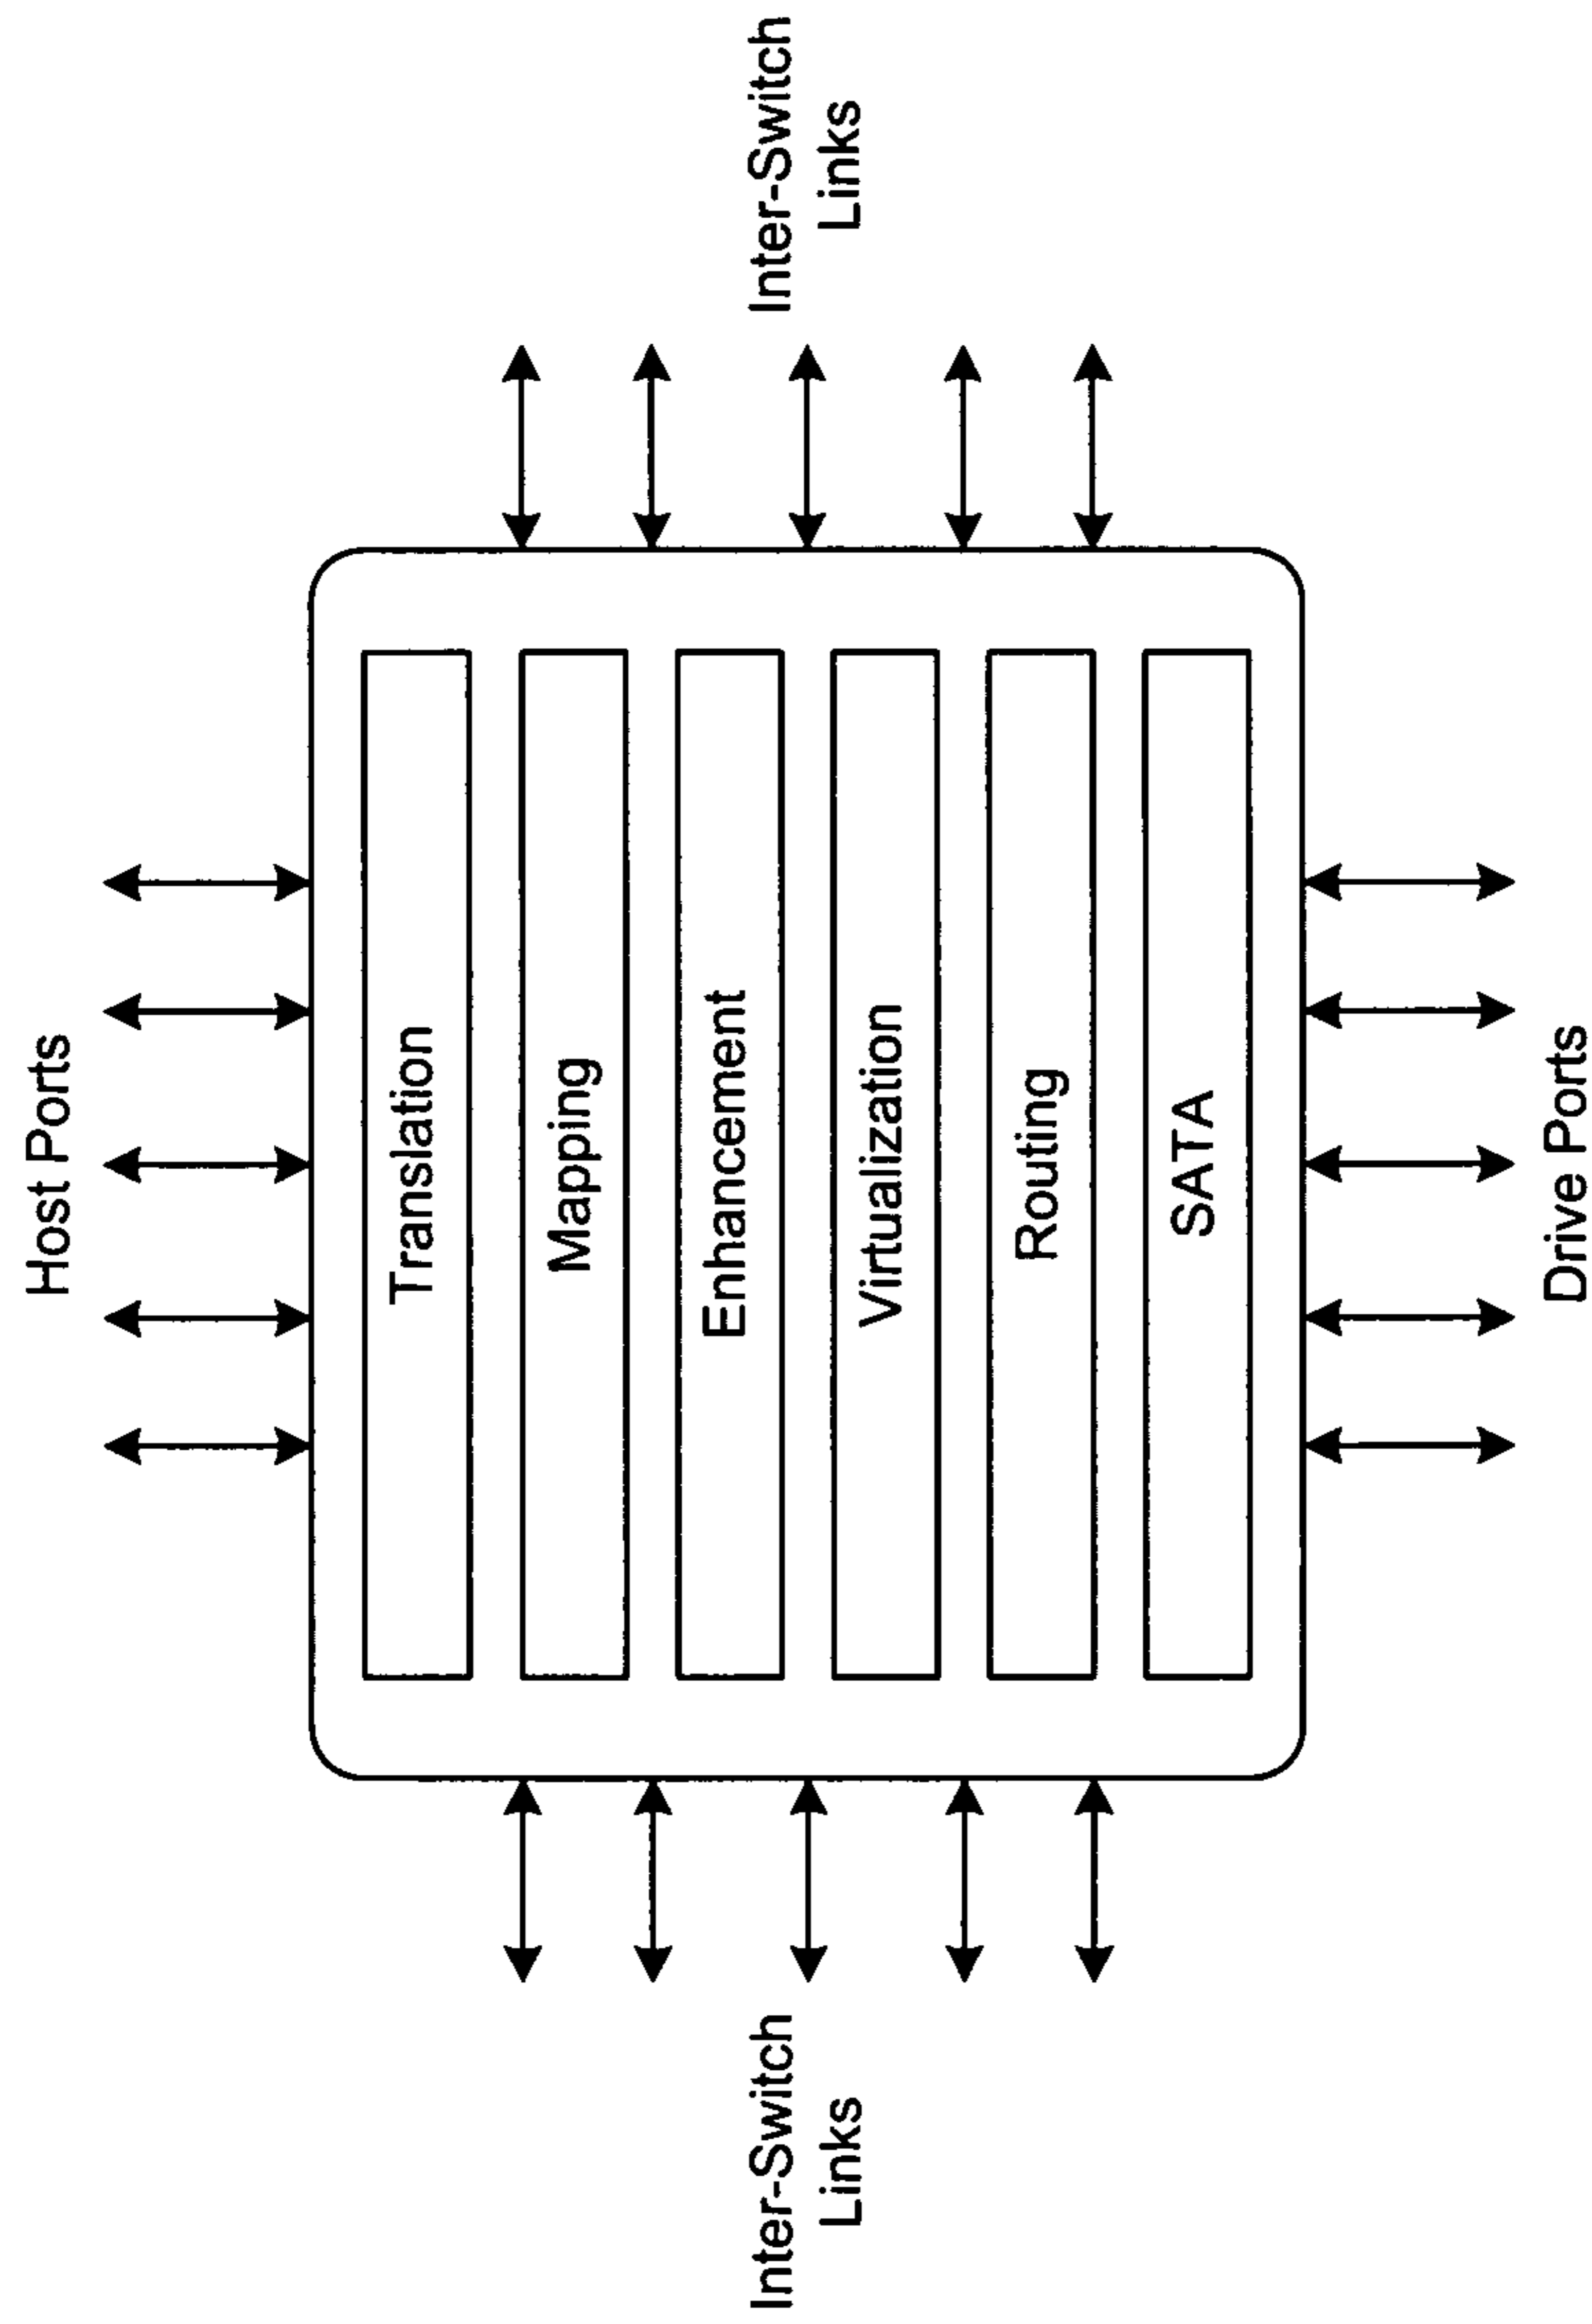 Host Ports
Inter-Switch
Links
Translation
Mapping
Enhancement
Virtualization
Routing
SATA
Inter-Switch
Links
Drive Ports